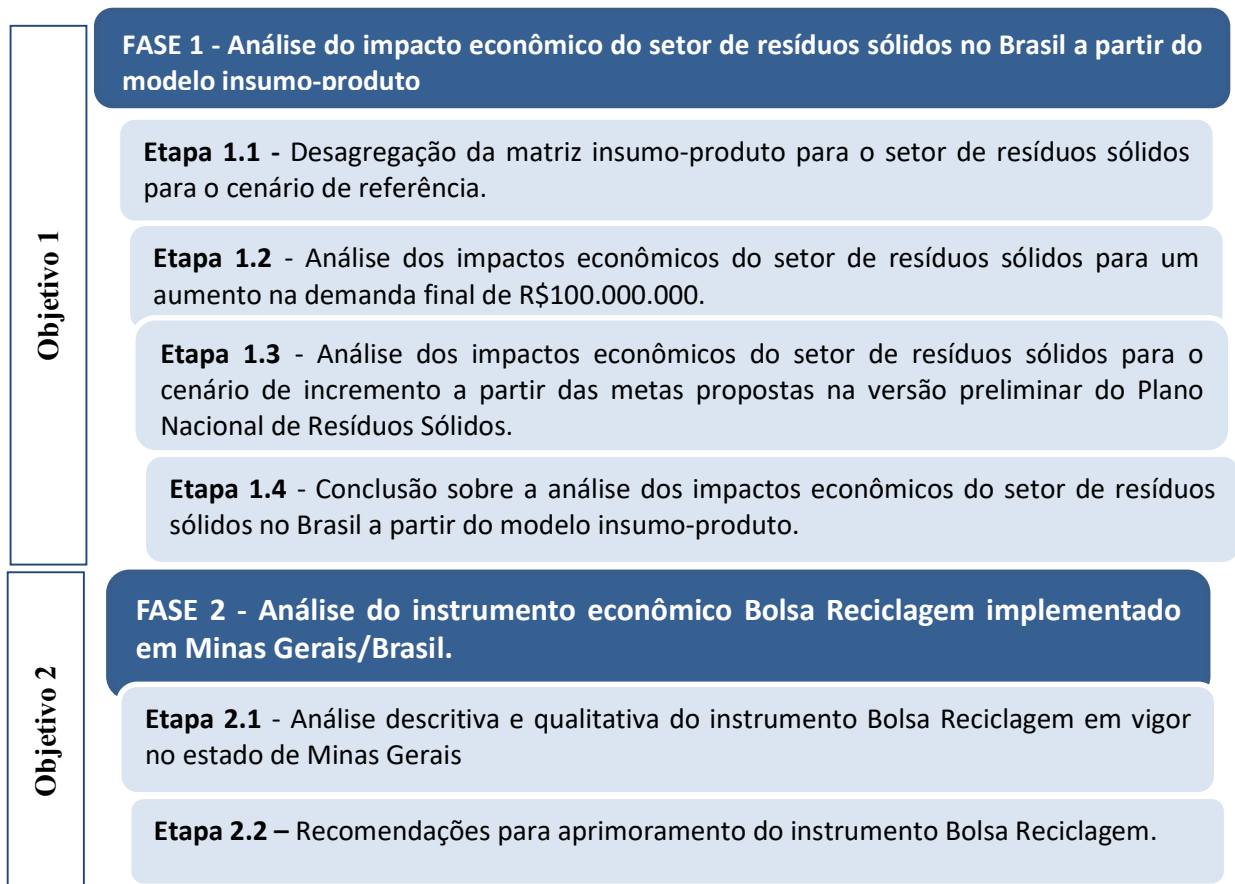 Objetivo 1
FASE 1 - Análise do impacto econômico do setor de resíduos sólidos no Brasil a partir do
modelo insumo-produto
Etapa 1.1 - Desagregação da matriz insumo-produto para o setor de resíduos sólidos
para o cenário de referência.
Etapa 1.2 - Análise dos impactos econômicos do setor de resíduos sólidos para um
aumento na demanda final de R$100.000.000.
Etapa 1.3 - Análise dos impactos econômicos do setor de resíduos sólidos para o
cenário de incremento a partir das metas propostas na versão preliminar do Plano
Nacional de Resíduos Sólidos.
Etapa 1.4 - Conclusão sobre a análise dos impactos econômicos do setor de resíduos
sólidos no Brasil a partir do modelo insumo-produto.
Objetivo 2
FASE 2 - Análise do instrumento econômico Bolsa Reciclagem implementado
em Minas Gerais/Brasil.
Etapa 2.1 - Análise descritiva e qualitativa do instrumento Bolsa Reciclagem em vigor
no estado de Minas Gerais
Etapa 2.2 – Recomendações para aprimoramento do instrumento Bolsa Reciclagem.